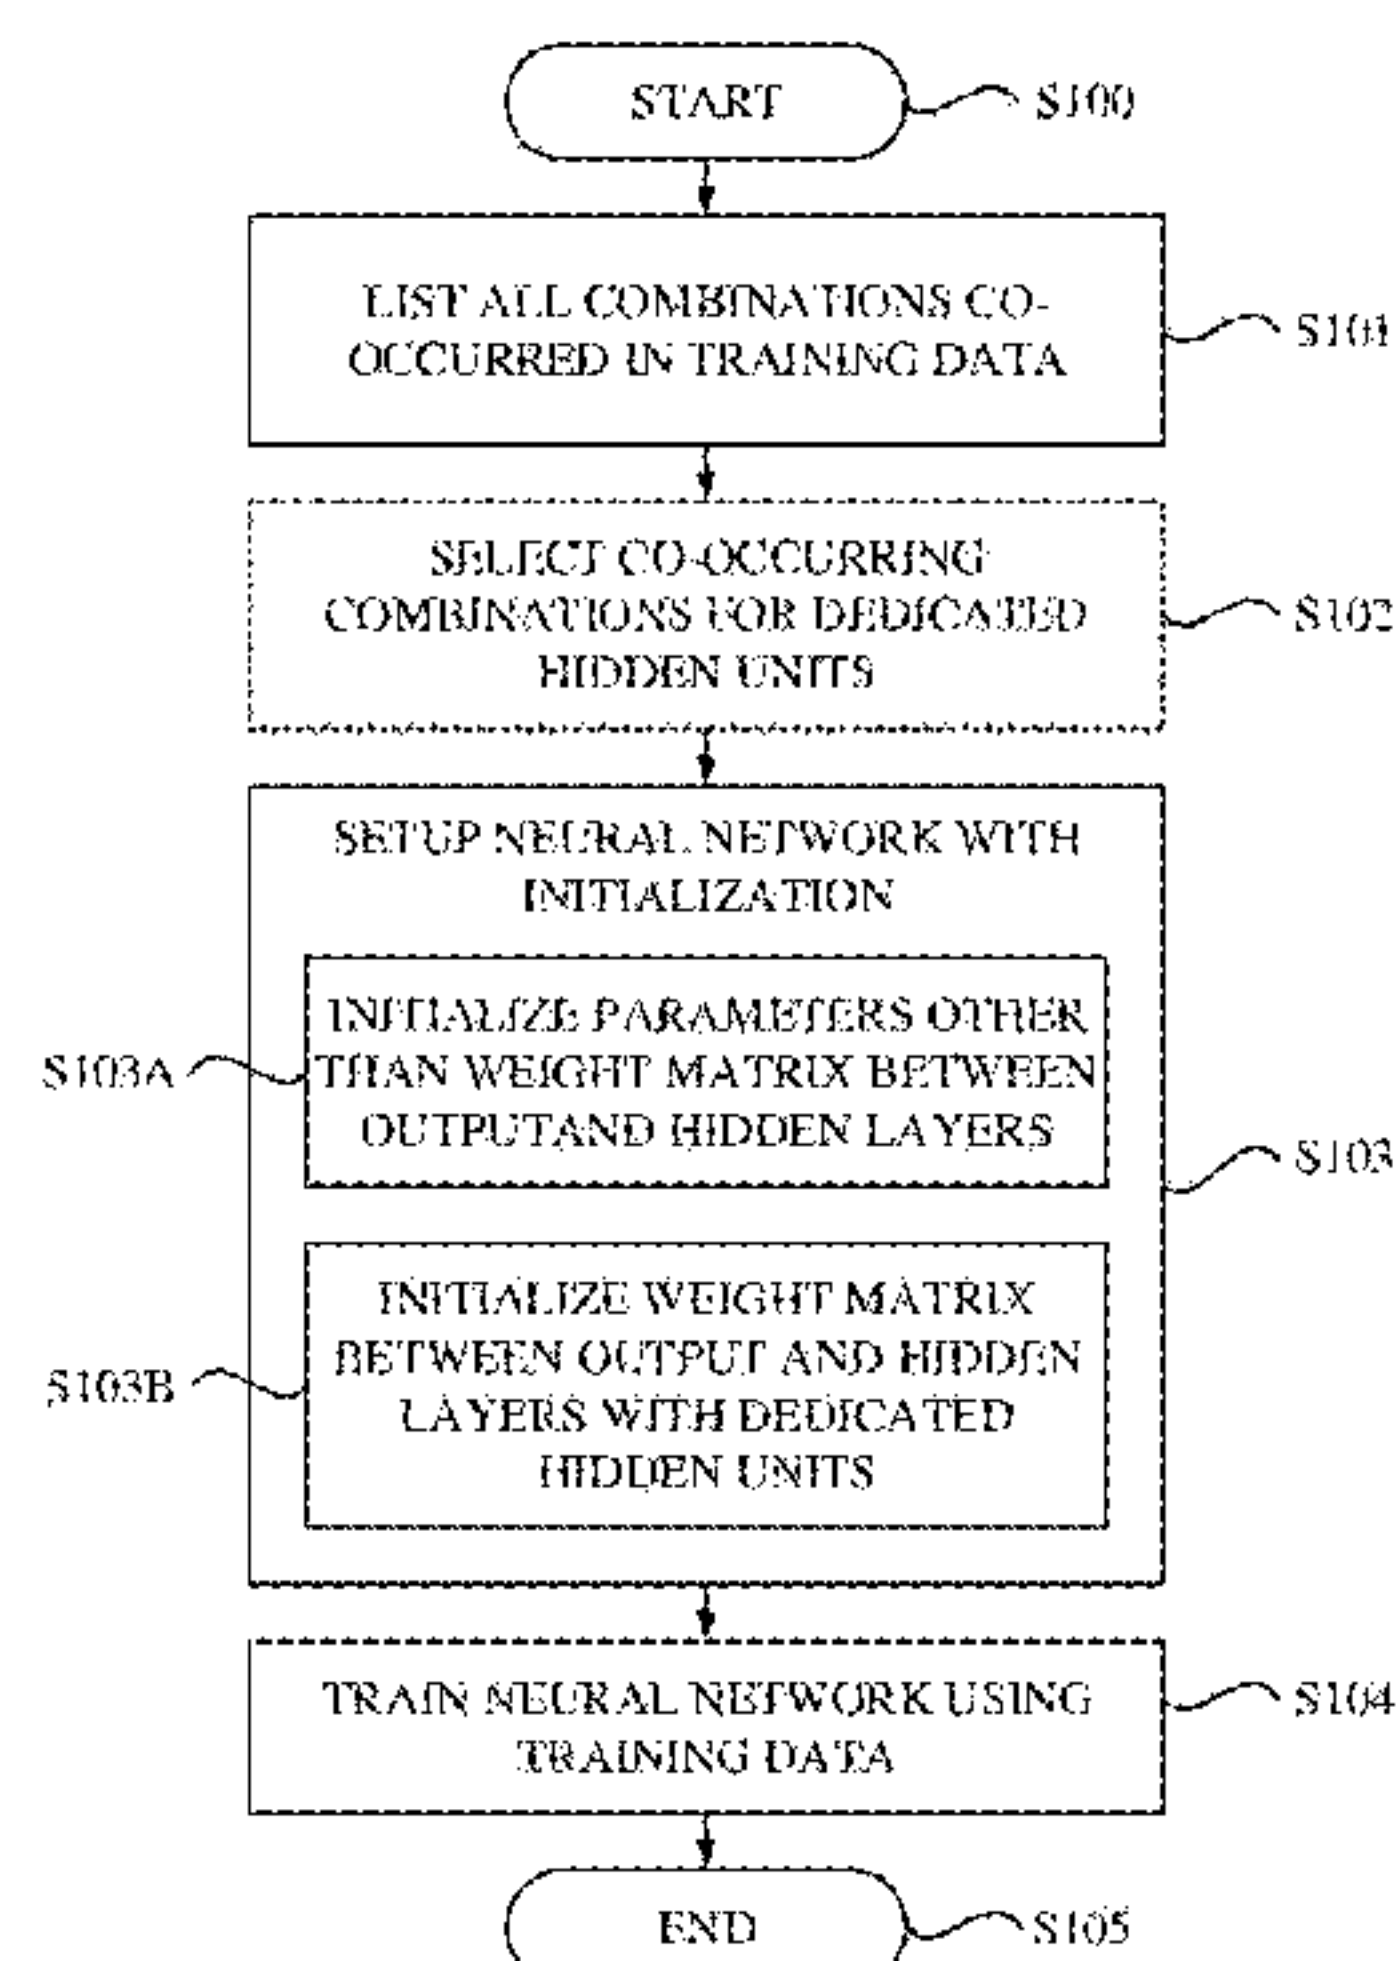 START
S100
LIST ALL COMBINATIONS CO-
OCCURRED IN TRAINING DATA
S101
SELECT CO-OCCURRING
COMBINATIONS FOR DEDICATED
HIDDEN UNITS
S102
SETUP NEURAL NETWORK WITH
INITIALIZATION
INITIALIZE PARAMETERS OTHER
THAN WEIGHT MATRIX BETWEEN
OUTPUTAND HIDDEN LAYERS
S103A
S103
INITIALIZE WEIGHT MATRIX
BETWEEN OUTPUT AND HIDDEN
LAYERS WITH DEDICATED
HIDDEN UNITS
S103B
TRAIN NEURAL NETWORK USING
TRAINING DATA
S104
END
S105